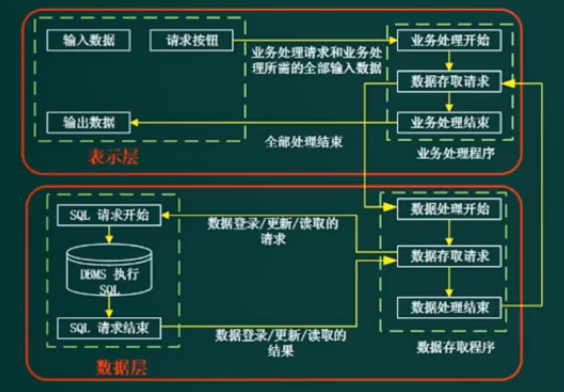 输入数据
请求按钮
业务处理请求和业务处
理所需的全部输入数据
业务处理开始
数据存取请求
输出数据
业务处理结束
全部处理结束
表示层
业务处理程序
SQL 请求开始
数据登录/更新/读取的
请求
数据处理开始
DBMS 执行
SQL
数据存取请求
SQL 请求结束
数据登录/更新/读取的
结果
数据处理结束
数据层
数据存取程序